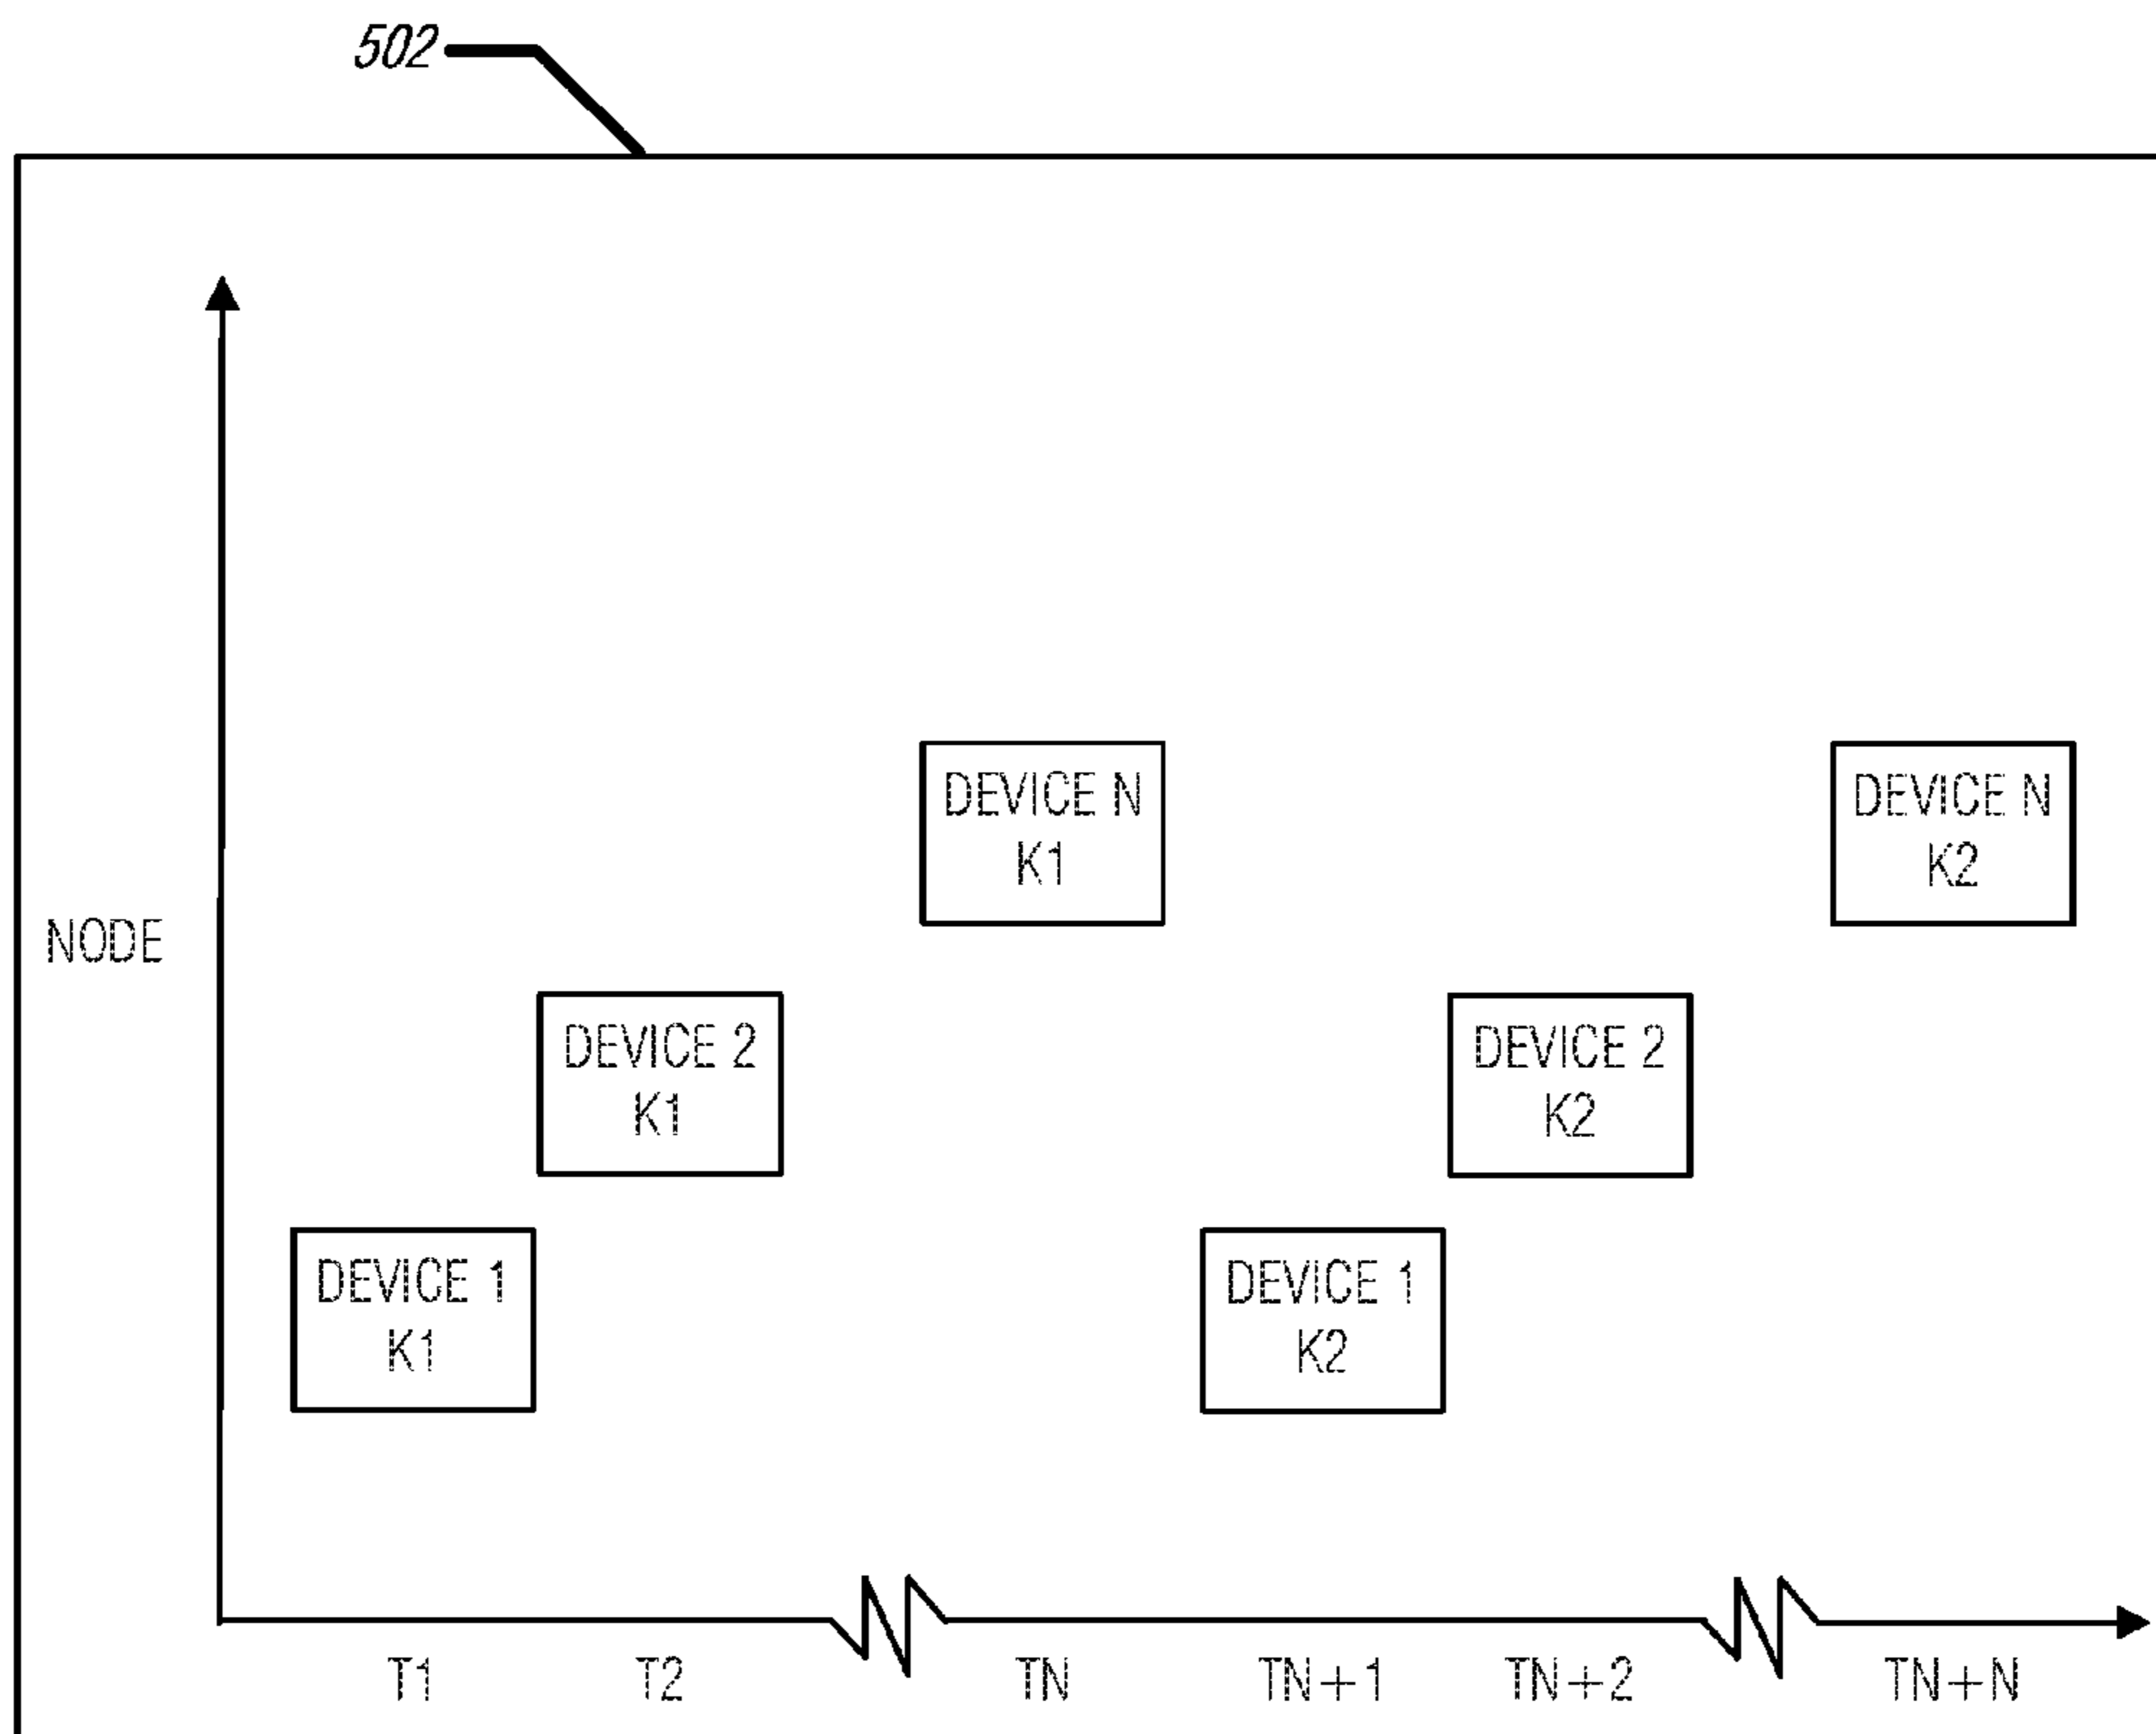 502
DEVICE N
K1
DEVICE N
K2
NODE
DEVICE 2
K1
DEVICE 2
K2
DEVICE 1
K1
DEVICE 1
K2
T1 T2 TN TN+1 TN+2 TN+N